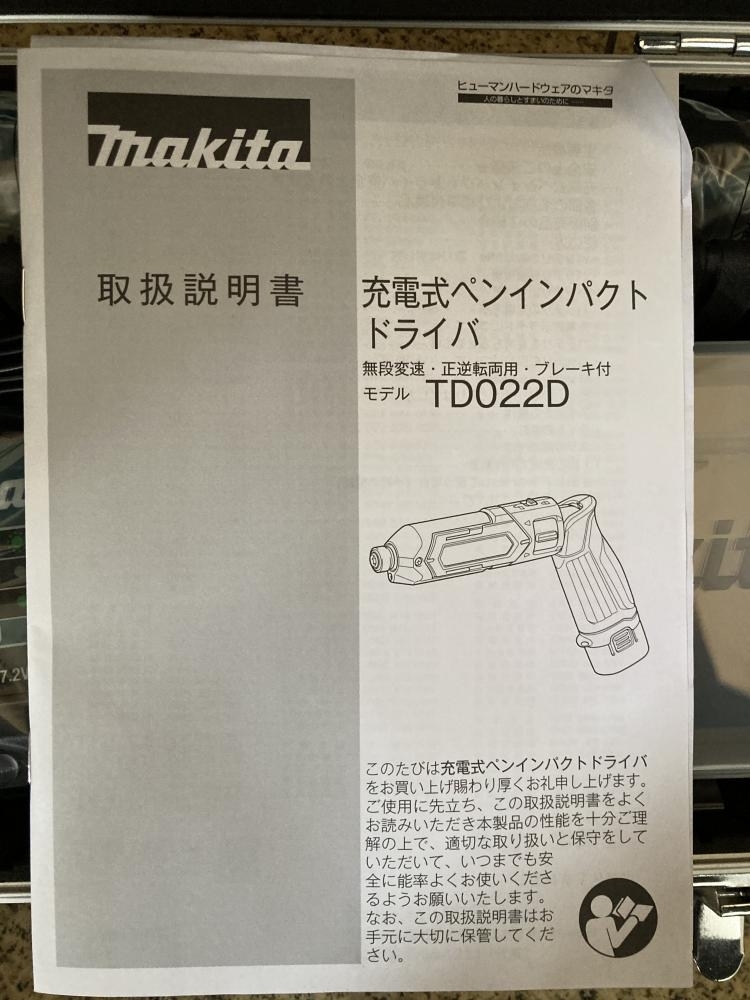 ヒューマンハードウェアのマキタ
人の暮らしとすまいのために……
makita
取扱説明書
充電式ペンインパクト
ドライバ
無段変速・正逆転両用・ブレーキ付
モデル TD022D
このたびは充電式ペンインパクトドライバ
をお買い上げ賜わり厚くお礼申し上げます。
ご使用に先立ち、この取扱説明書をよく
お読みいただき本製品の性能を十分ご理
解の上で、適切な取り扱いと保守をして
いただいて、いつまでも安
全に能率よくお使いくださ
るようお願いいたします。
なお、この取扱説明書はお
手元に大切に保管してくだ
さい。
7.2V